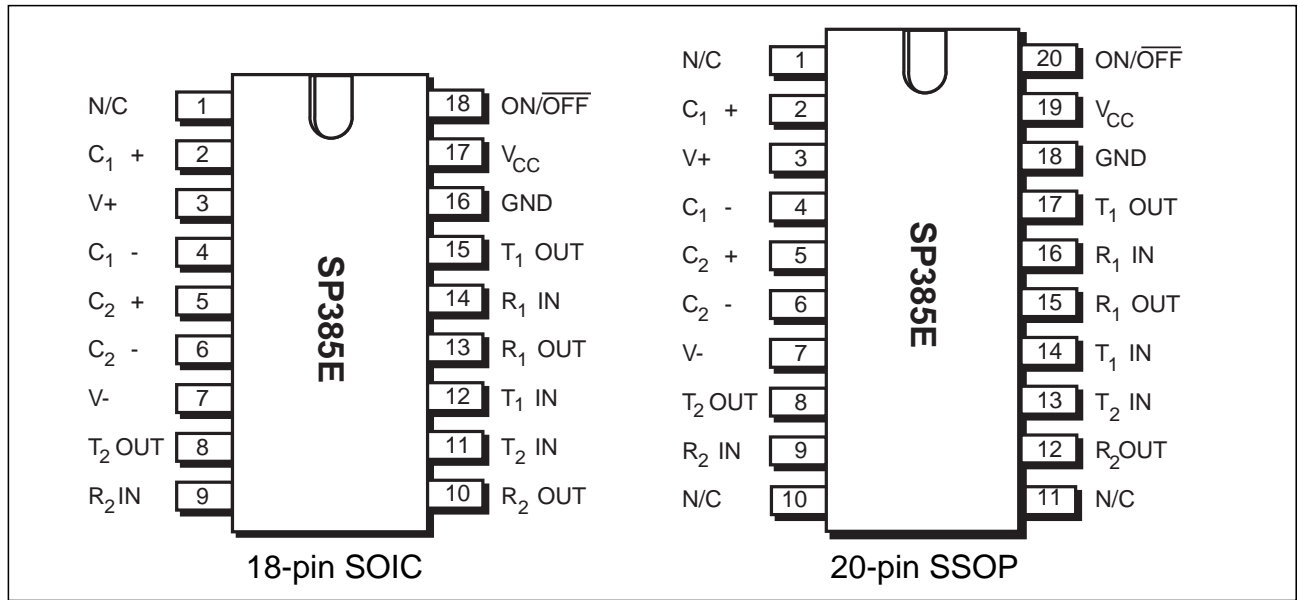 N/C 1 18 ON/OFF
C1 + 2 17 VCC
V+ 3 16 GND
C1 - 4 15 T1 OUT
C2 + 5 14 R1 IN
C2 - 6 13 R1 OUT
V- 7 12 T1 IN
T2 OUT 8 11 T2 IN
R2 IN 9 10 R2 OUT
SP385E
18-pin SOIC
N/C 1 20 ON/OFF
C1 + 2 19 VCC
V+ 3 18 GND
C1 - 4 17 T1 OUT
C2 + 5 16 R1 IN
C2 - 6 15 R1 OUT
V- 7 14 T1 IN
T2 OUT 8 13 T2 IN
R2 IN 9 12 R2OUT
N/C 10 11 N/C
SP385E
20-pin SSOP